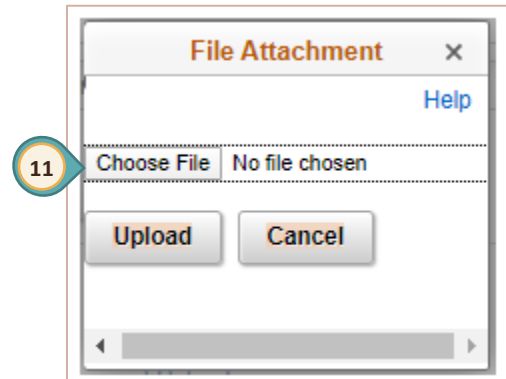 File Attachment ×
Help
11 Choose File No file chosen
Upload Cancel